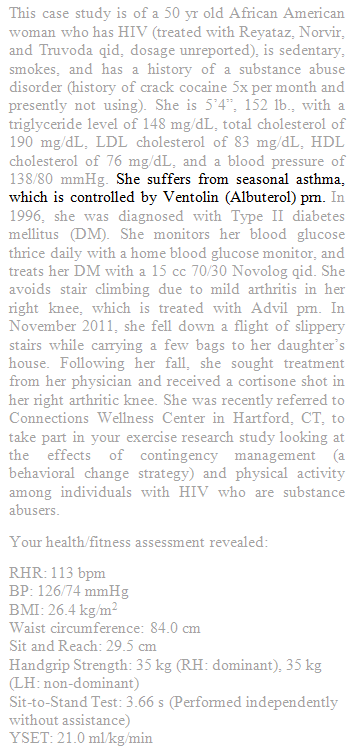 This case study is of a 50 yr old African American
woman who has HIV (treated with Reyataz, Norvir,
and Truvoda qid, dosage unreported), is sedentary,
smokes, and has a history of a substance abuse
disorder (history of crack cocaine 5x per month and
presently not using). She is 5’4”, 152 lb., with a
triglyceride level of 148 mg/dL, total cholesterol of
190 mg/dL, LDL cholesterol of 83 mg/dL, HDL
cholesterol of 76 mg/dL, and a blood pressure of
138/80 mmHg. She suffers from seasonal asthma,
which is controlled by Ventolin (Albuterol) prn. In
1996, she was diagnosed with Type II diabetes
mellitus (DM). She monitors her blood glucose
thrice daily with a home blood glucose monitor, and
treats her DM with a 15 cc 70/30 Novolog qid. She
avoids stair climbing due to mild arthritis in her
right knee, which is treated with Advil prn. In
November 2011, she fell down a flight of slippery
stairs while carrying a few bags to her daughter’s
house. Following her fall, she sought treatment
from her physician and received a cortisone shot in
her right arthritic knee. She was recently referred to
Connections Wellness Center in Hartford, CT, to
take part in your exercise research study looking at
the effects of contingency management (a
behavioral change strategy) and physical activity
among individuals with HIV who are substance
abusers.
Your health/fitness assessment revealed:
RHR: 113 bpm
BP: 126/74 mmHg
BMI: 26.4 kg/m²
Waist circumference: 84.0 cm
Sit and Reach: 29.5 cm
Handgrip Strength: 35 kg (RH: dominant), 35 kg
(LH: non-dominant)
Sit-to-Stand Test: 3.66 s (Performed independently
without assistance)
YSET: 21.0 ml/kg/min